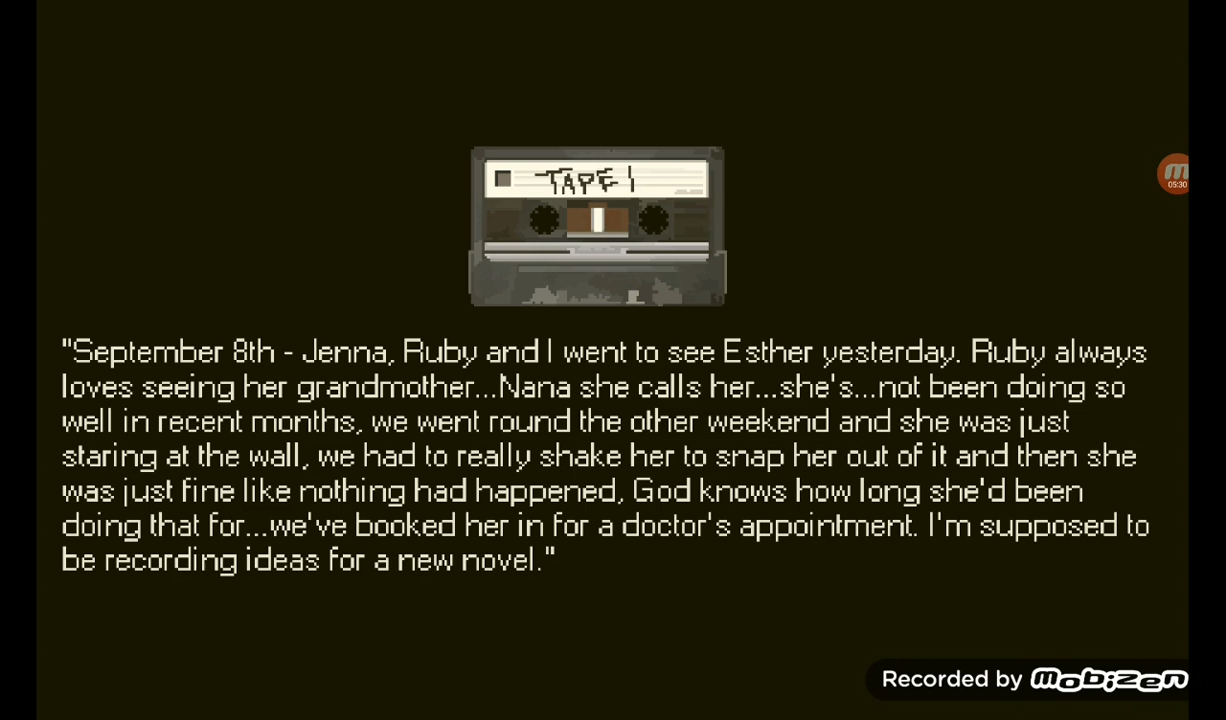 TAPE 1
05:30
"September 8th - Jenna, Ruby and I went to see Esther yesterday. Ruby always
loves seeing her grandmother...Nana she calls her...she's...not been doing so
well in recent months, we went round the other weekend and she was just
staring at the wall, we had to really shake her to snap her out of it and then she
was just fine like nothing had happened, God knows how long she'd been
doing that for...we've booked her in for a doctor's appointment. I'm supposed to
be recording ideas for a new novel."
Recorded by mobizen